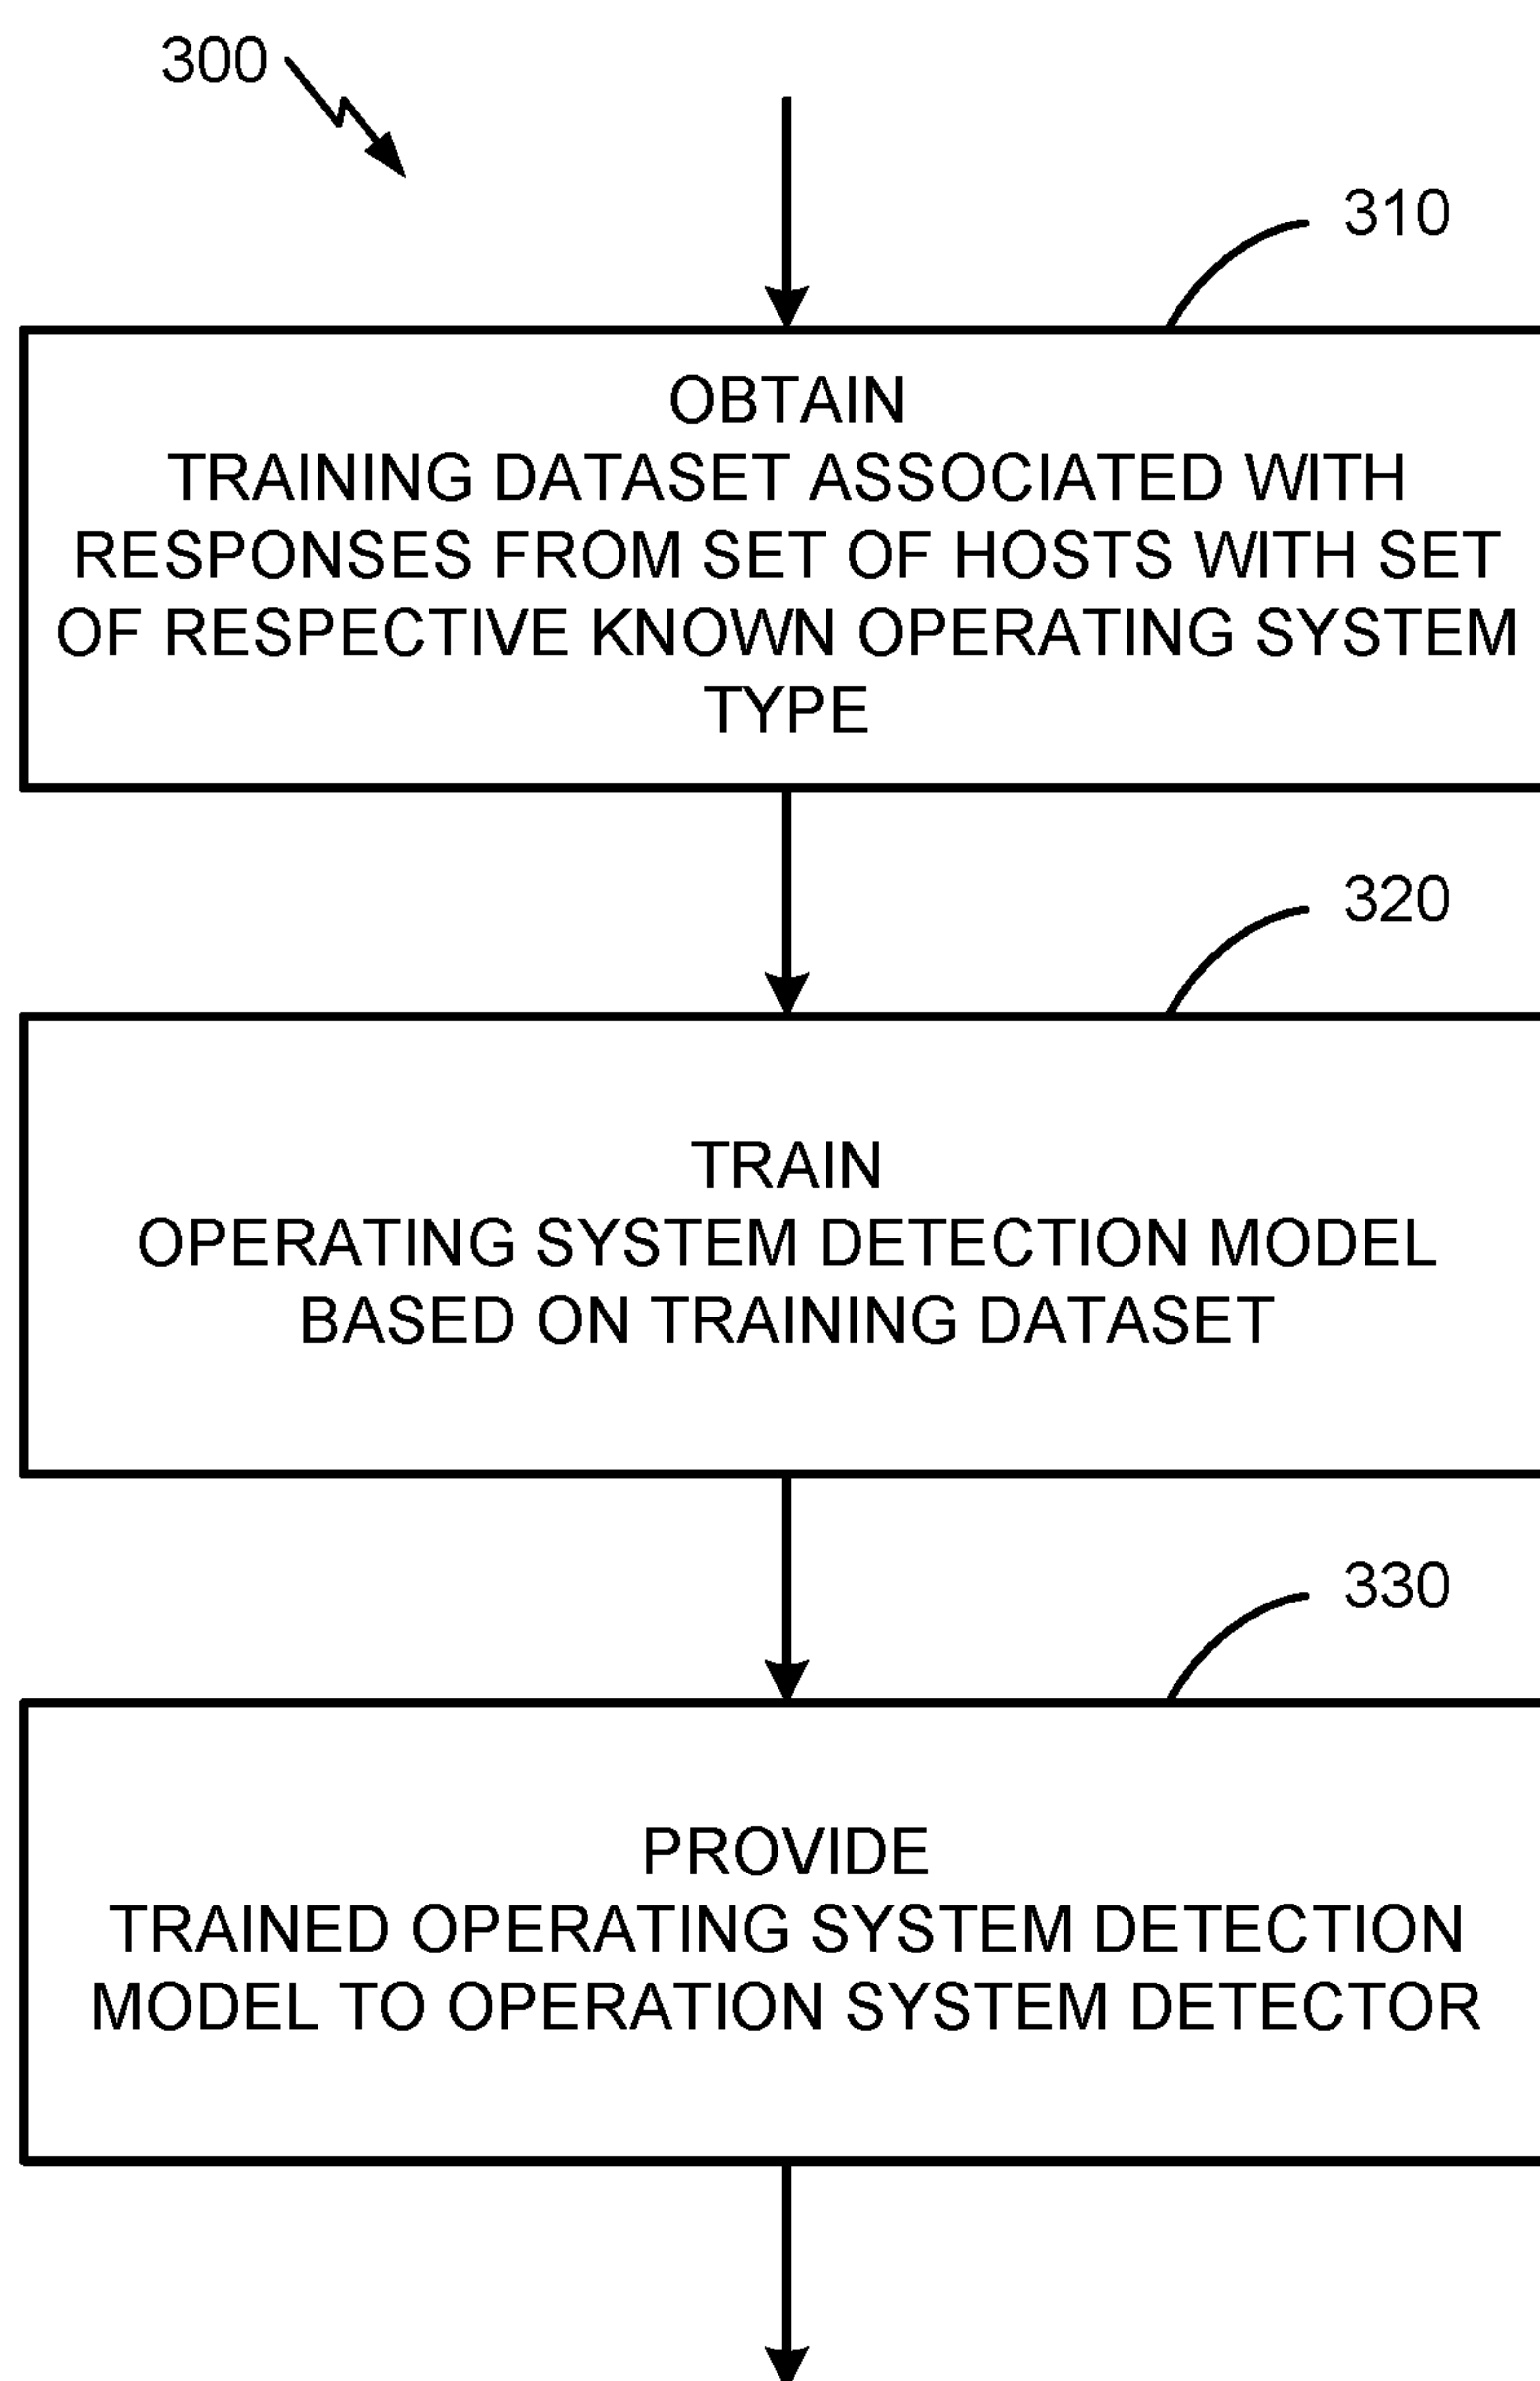 300
310
OBTAIN
TRAINING DATASET ASSOCIATED WITH
RESPONSES FROM SET OF HOSTS WITH SET
OF RESPECTIVE KNOWN OPERATING SYSTEM
TYPE
320
TRAIN
OPERATING SYSTEM DETECTION MODEL
BASED ON TRAINING DATASET
330
PROVIDE
TRAINED OPERATING SYSTEM DETECTION
MODEL TO OPERATION SYSTEM DETECTOR